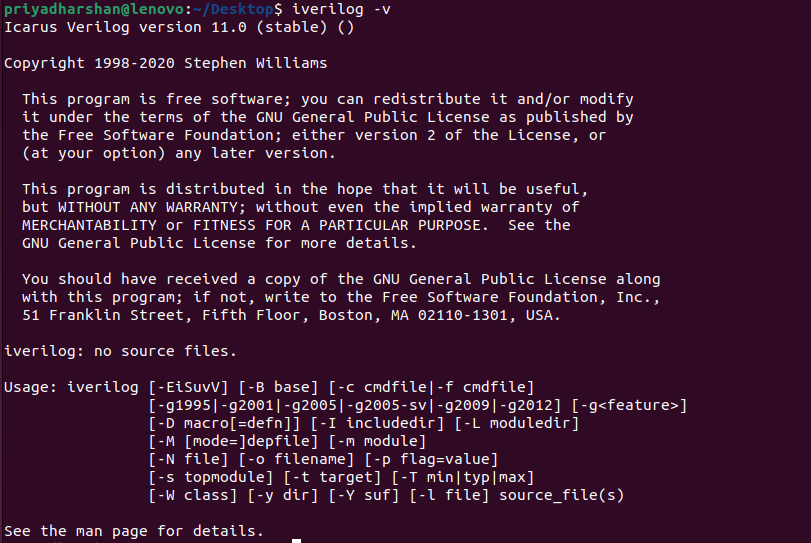 priyadharshan@lenovo:~/Desktop$ iverilog -v
Icarus Verilog version 11.0 (stable) ()
Copyright 1998-2020 Stephen Williams
This program is free software; you can redistribute it and/or modify
it under the terms of the GNU General Public License as published by
the Free Software Foundation; either version 2 of the License, or
(at your option) any later version.
This program is distributed in the hope that it will be useful,
but WITHOUT ANY WARRANTY; without even the implied warranty of
MERCHANTABILITY or FITNESS FOR A PARTICULAR PURPOSE.  See the
GNU General Public License for more details.
You should have received a copy of the GNU General Public License along
with this program; if not, write to the Free Software Foundation, Inc.,
51 Franklin Street, Fifth Floor, Boston, MA 02110-1301, USA.
iverilog: no source files.
Usage: iverilog [-EiSuvV] [-B base] [-c cmdfile|-f cmdfile]
[-g1995|-g2001|-g2005|-g2005-sv|-g2009|-g2012] [-g<feature>]
[-D macro[=defn]] [-I includedir] [-L moduledir]
[-M [mode=]depfile] [-m module]
[-N file] [-o filename] [-p flag=value]
[-s topmodule] [-t target] [-T min|typ|max]
[-W class] [-y dir] [-Y suf] [-l file] source_file(s)
See the man page for details.